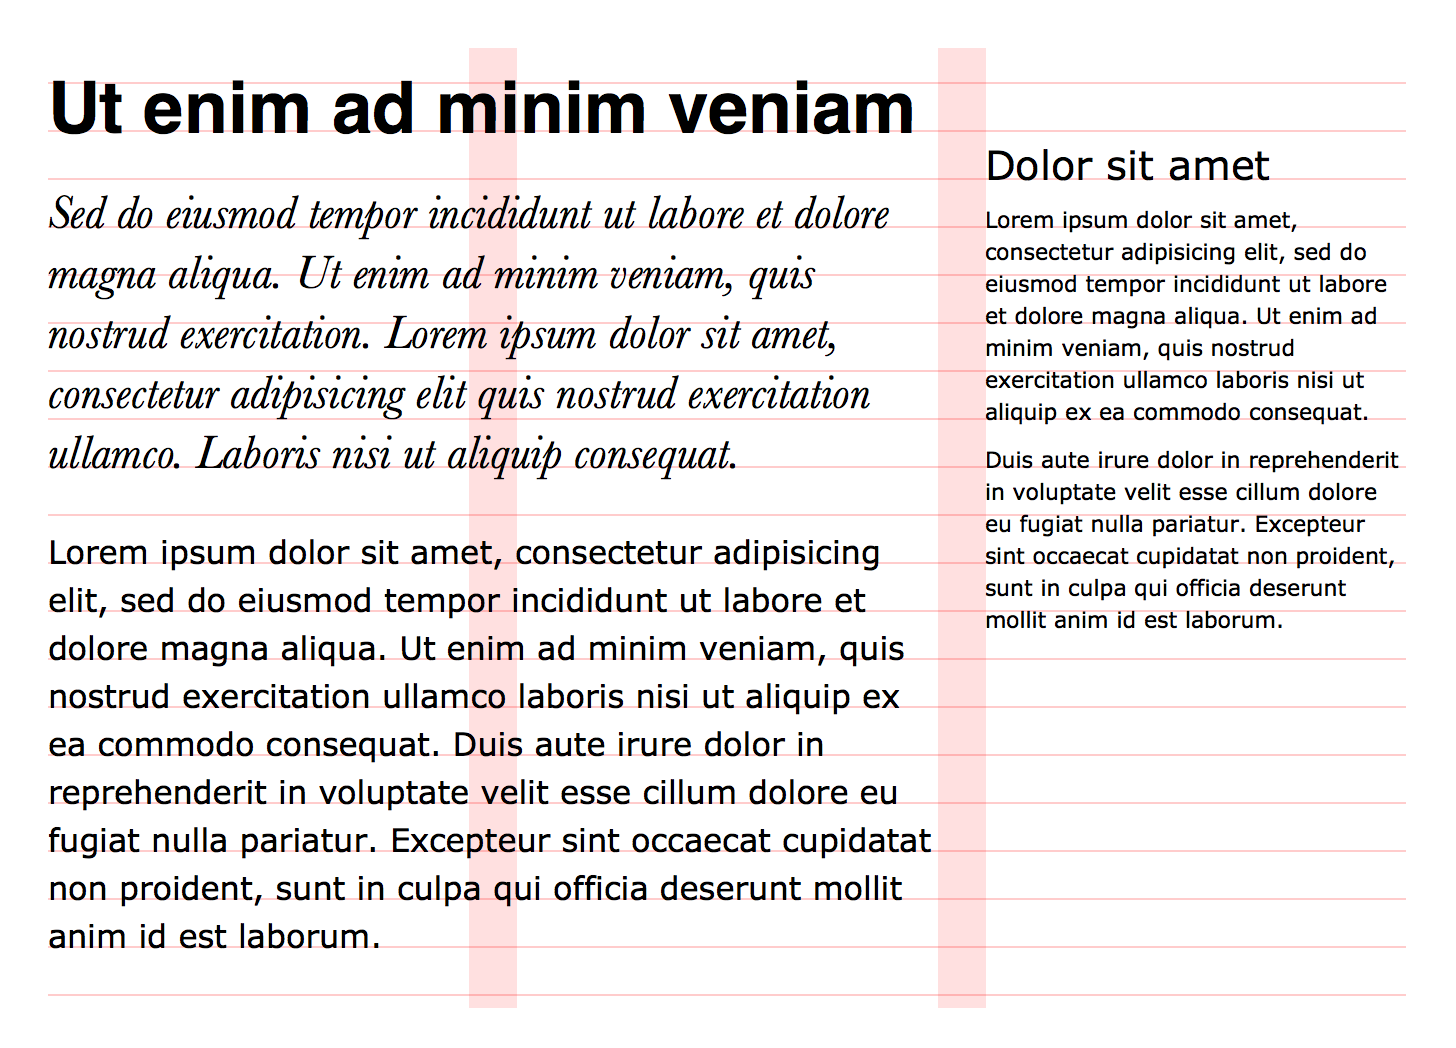 Ut enim ad minim veniam
Sed do eiusmod tempor incididunt ut labore et dolore
magna aliqua. Ut enim ad minim veniam, quis
nostrud exercitation. Lorem ipsum dolor sit amet,
consectetur adipisicing elit quis nostrud exercitation
ullamco. Laboris nisi ut aliquip consequat.
Lorem ipsum dolor sit amet, consectetur adipisicing
elit, sed do eiusmod tempor incididunt ut labore et
dolore magna aliqua. Ut enim ad minim veniam, quis
nostrud exercitation ullamco laboris nisi ut aliquip ex
ea commodo consequat. Duis aute irure dolor in
reprehenderit in voluptate velit esse cillum dolore eu
fugiat nulla pariatur. Excepteur sint occaecat cupidatat
non proident, sunt in culpa qui officia deserunt mollit
anim id est laborum.
Dolor sit amet
Lorem ipsum dolor sit amet,
consectetur adipisicing elit, sed do
eiusmod tempor incididunt ut labore
et dolore magna aliqua. Ut enim ad
minim veniam, quis nostrud
exercitation ullamco laboris nisi ut
aliquip ex ea commodo consequat.
Duis aute irure dolor in reprehenderit
in voluptate velit esse cillum dolore
eu fugiat nulla pariatur. Excepteur
sint occaecat cupidatat non proident,
sunt in culpa qui officia deserunt
mollit anim id est laborum.